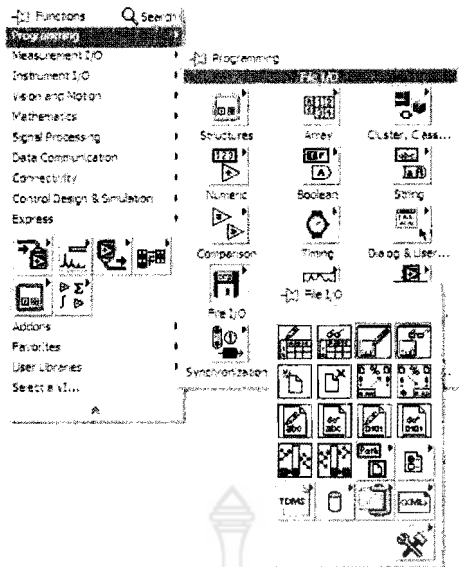 Functions
Search
Programming
Measurement I/O
Instrument I/O
Vision and Motion
Mathematics
Signal Processing
Data Communication
Connectivity
Control Design & Simulation
Express
Addons
Favorites
User Libraries
Select a VI...
Programming
File I/O
Structures
Array
Cluster, Class...
Numeric
Boolean
String
Comparison
Timing
Dialog & User...
File I/O
Synchronization
File I/O
TDMS